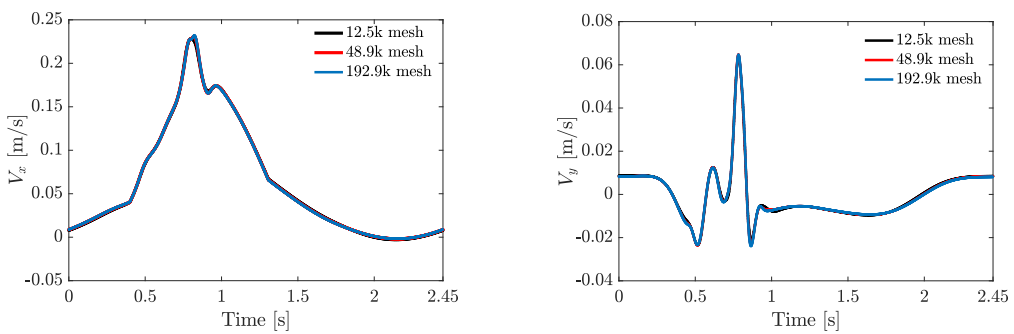 0.25
0.2
0.15
0.1
0.05
0
-0.05
V_x [m/s]
12.5k mesh
48.9k mesh
192.9k mesh
0 0.5 1 1.5 2 2.45
Time [s]
0.08
0.06
0.04
0.02
0
-0.02
-0.04
V_y [m/s]
12.5k mesh
48.9k mesh
192.9k mesh
0 0.5 1 1.5 2 2.45
Time [s]